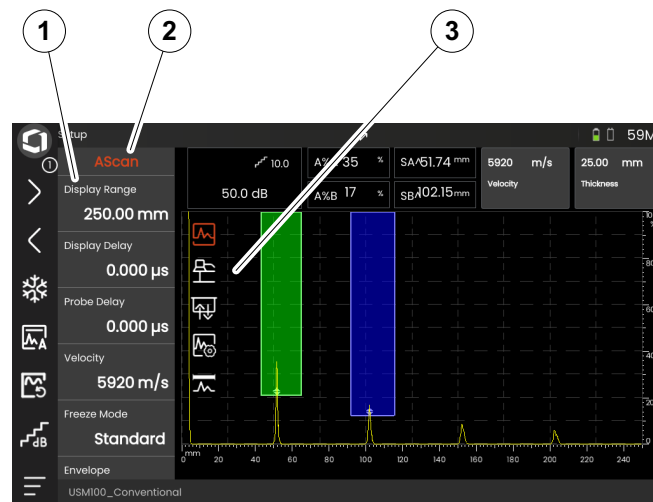 1
2
3
Setup
59M
1
AScan
Display Range
250.00 mm
Display Delay
0.000 µs
Probe Delay
0.000 µs
Velocity
5920 m/s
Freeze Mode
Standard
Envelope
10.0
50.0 dB
A%A 35 %
A%B 17 %
SA/51.74 mm
SB/102.15 mm
5920 m/s
Velocity
25.00 mm
Thickness
A
dB
10
%
80
60
40
20
0
mm
0 20 40 60 80 100 120 140 160 180 200 220 240
USM100_Conventional